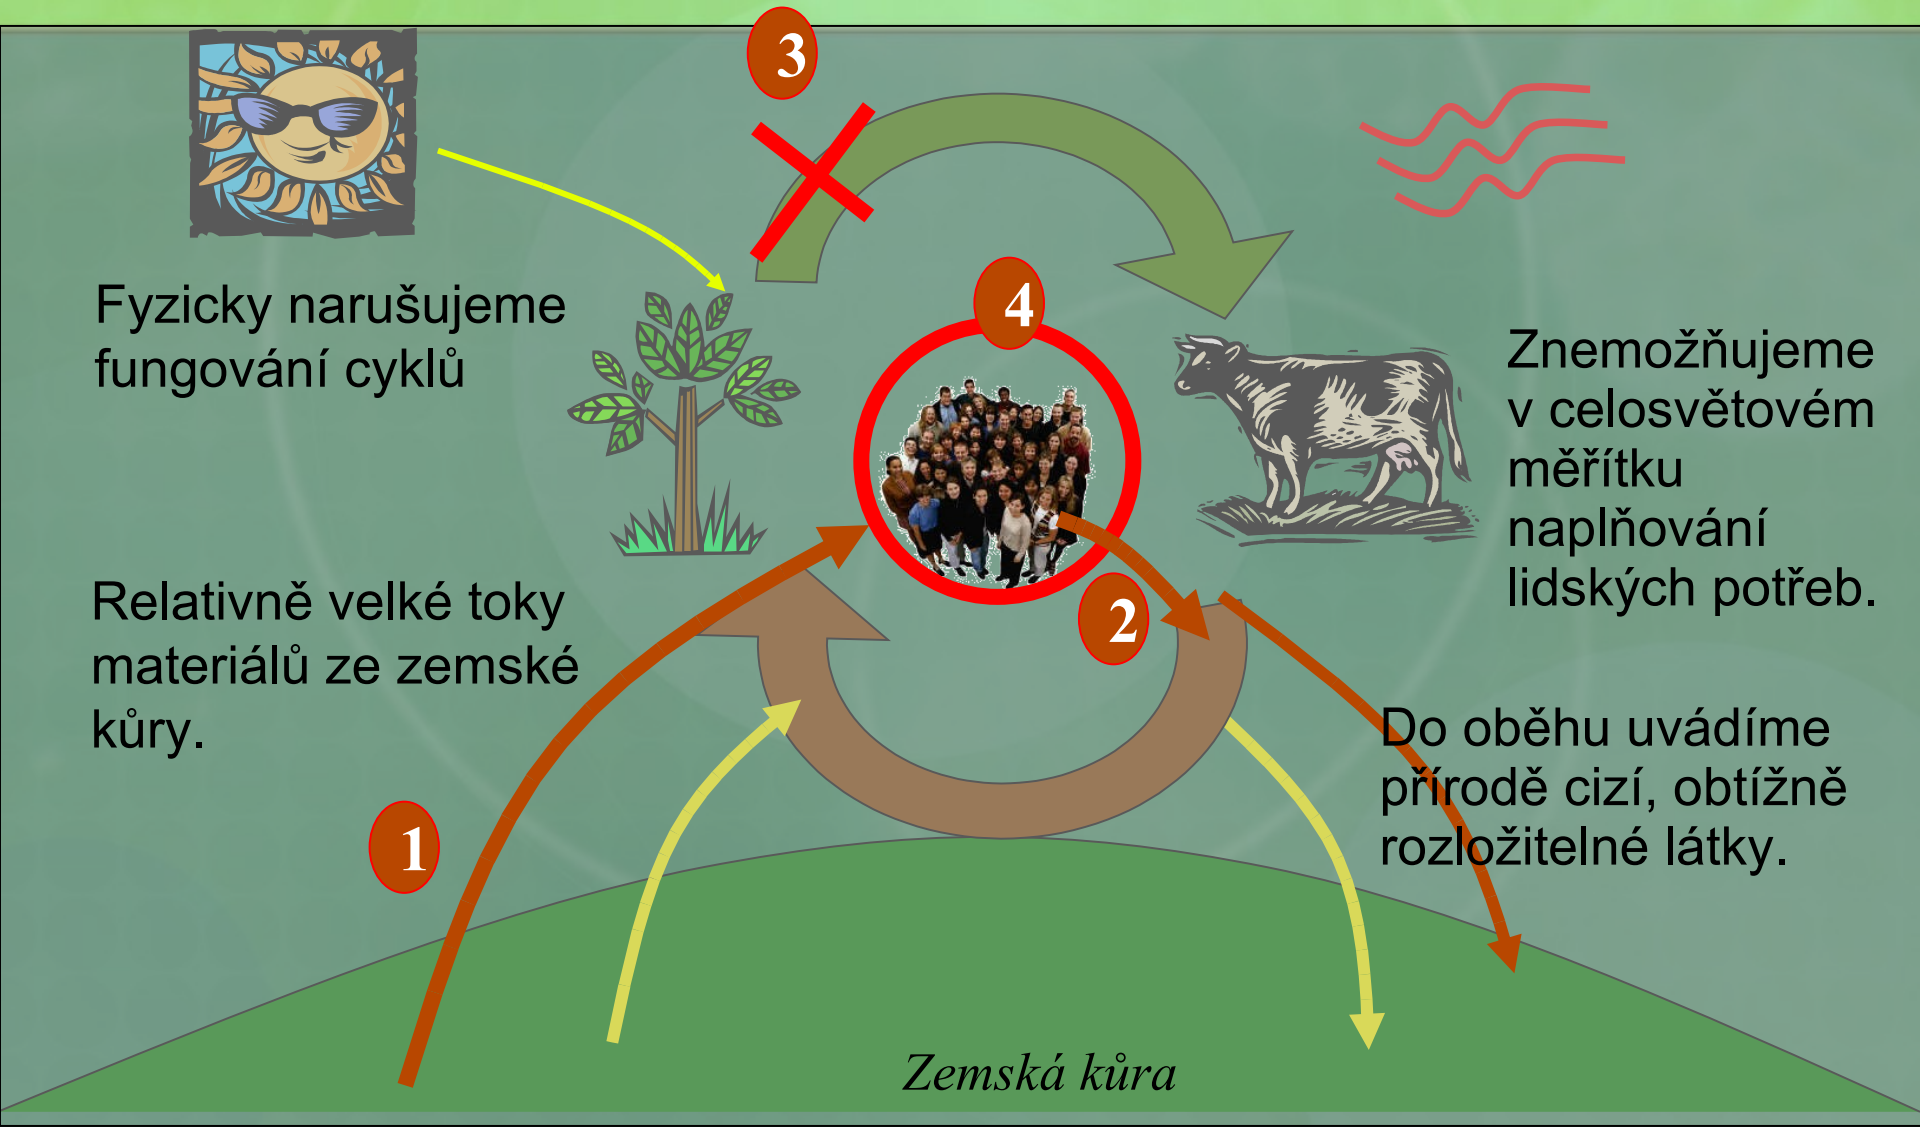 3
Fyzicky narušujeme
fungování cyklů
4
Znemožňujeme
v celosvětovém
měřítku
naplňování
lidských potřeb.
Relativně velké toky
materiálů ze zemské
kůry.
2
Do oběhu uvádíme
přírodě cizí, obtížně
rozložitelné látky.
1
Zemská kůra